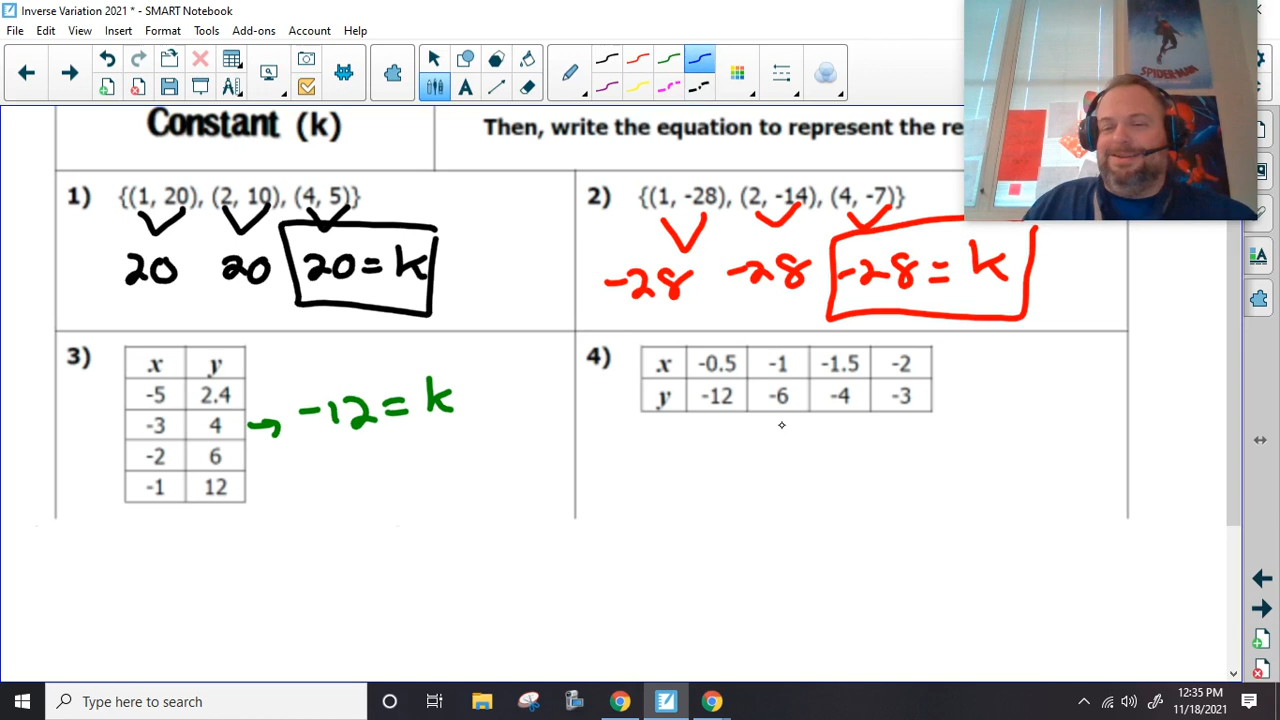 Inverse Variation 2021 * - SMART Notebook
File Edit View Insert Format Tools Add-ons Account Help
SPIDER-MAN
Constant (k)
Then, write the equation to represent the re
1) {(1, 20), (2, 10), (4, 5)}
20 20 20 = k
2) {(1, -28), (2, -14), (4, -7)}
-28 -28 -28 = k
3)
x y
-5 2.4
-3 4 → -12 = k
-2 6
-1 12
4)
x -0.5 -1 -1.5 -2
y -12 -6 -4 -3
Type here to search
12:35 PM
11/18/2021